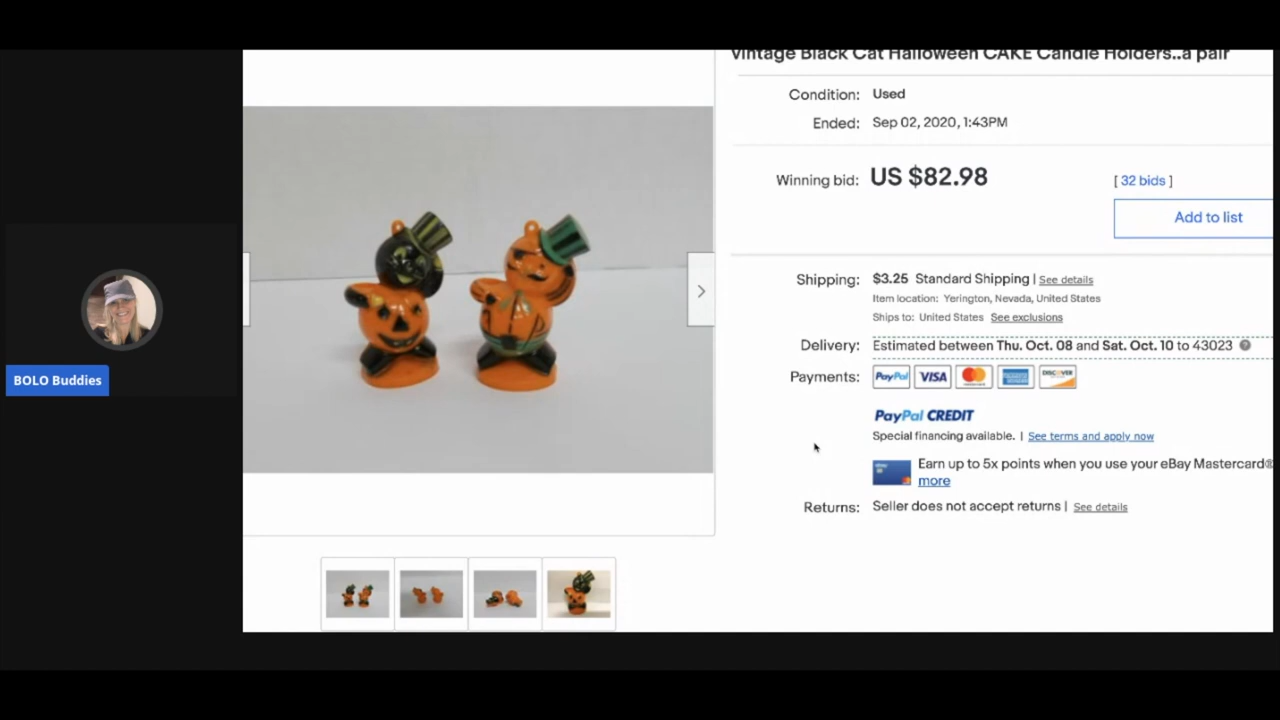 Vintage Black Cat Halloween CAKE Candle Holders..a pair
Condition: Used
Ended: Sep 02, 2020, 1:43PM
Winning bid: US $82.98 [ 32 bids ]
Add to list
Shipping: $3.25 Standard Shipping | See details
Item location: Yerington, Nevada, United States
Ships to: United States See exclusions
Delivery: Estimated between Thu. Oct. 08 and Sat. Oct. 10 to 43023
Payments: PayPal VISA DISCOVER
PayPal CREDIT
Special financing available. | See terms and apply now
Earn up to 5x points when you use your eBay Mastercard®
more
Returns: Seller does not accept returns | See details
BOLO Buddies